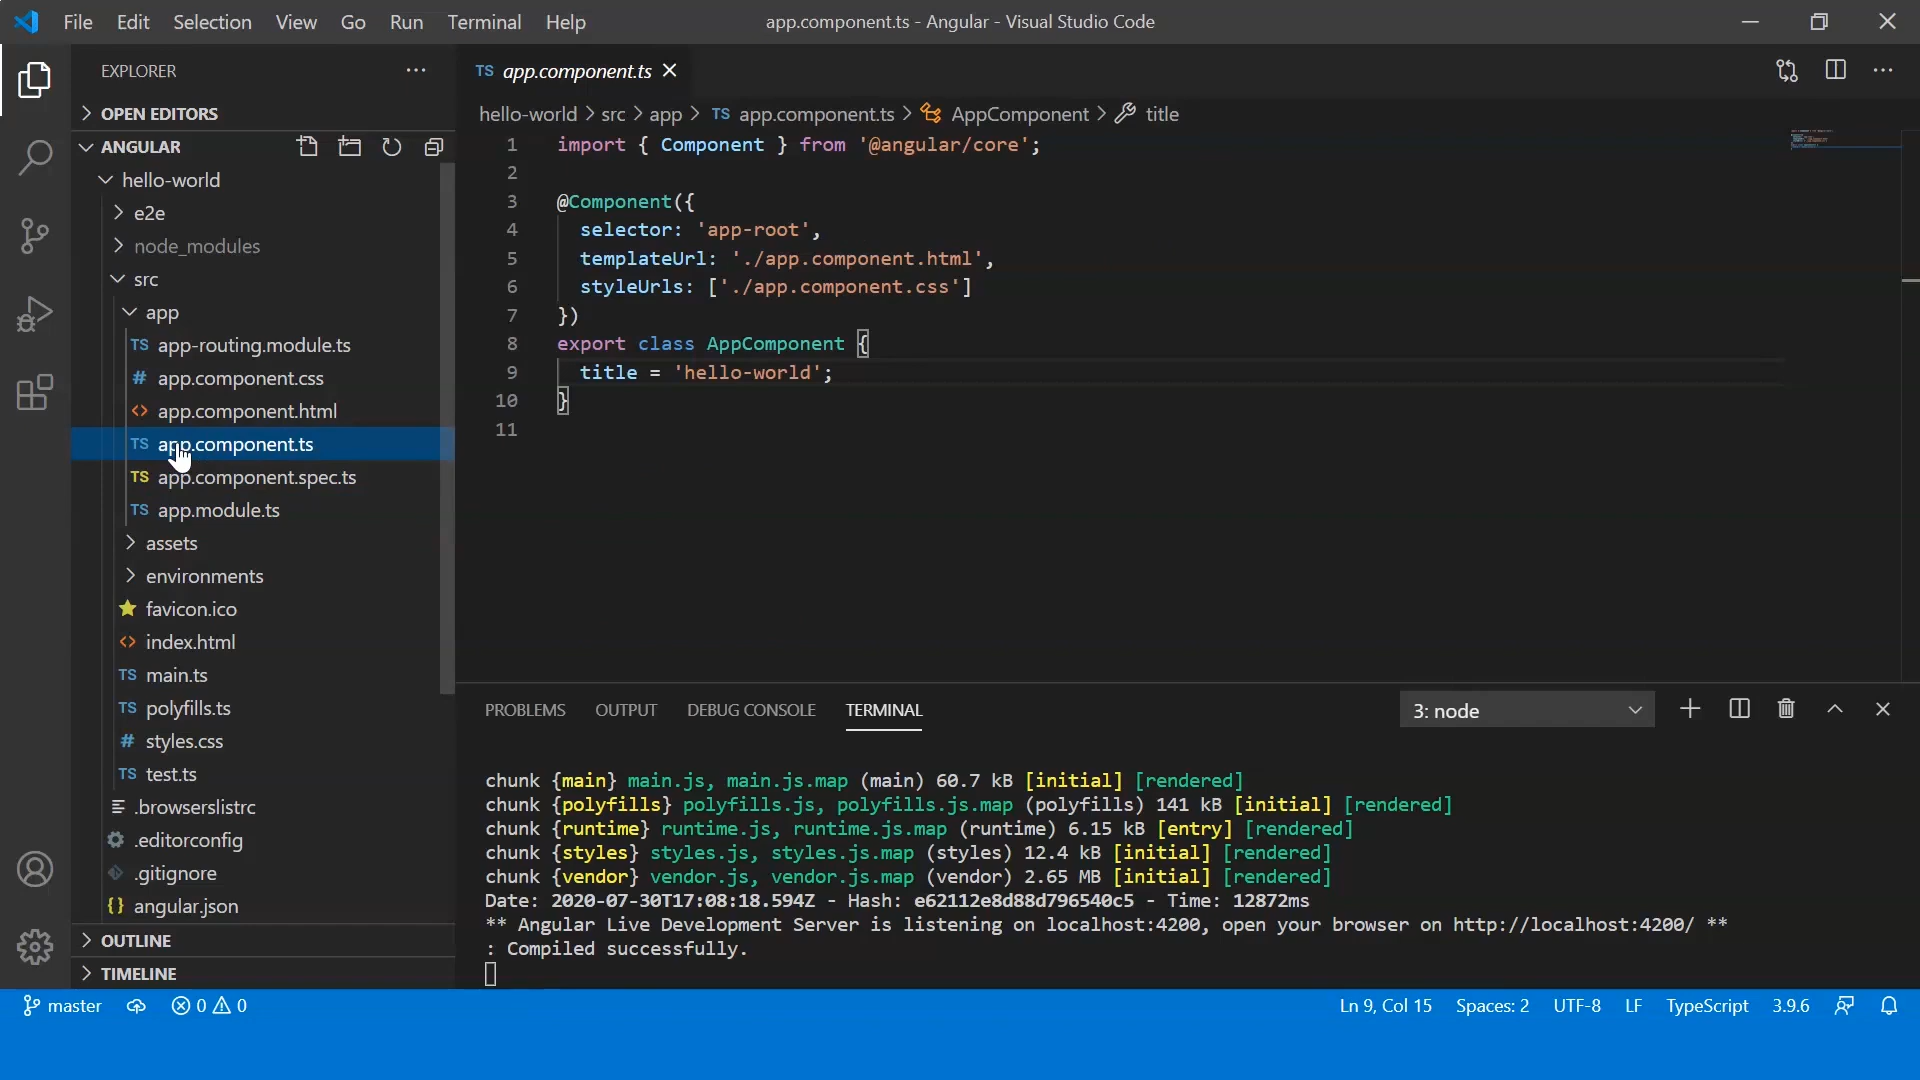 File Edit Selection View Go Run Terminal Help app.component.ts - Angular - Visual Studio Code
EXPLORER
OPEN EDITORS
ANGULAR
hello-world
e2e
node_modules
src
app
TS app-routing.module.ts
# app.component.css
<> app.component.html
TS app.component.ts
TS app.component.spec.ts
TS app.module.ts
assets
environments
favicon.ico
<> index.html
TS main.ts
TS polyfills.ts
# styles.css
TS test.ts
.browserslistrc
.editorconfig
.gitignore
{} angular.json
OUTLINE
TIMELINE
TS app.component.ts
hello-world > src > app > TS app.component.ts > AppComponent > title
1 import { Component } from '@angular/core';
2
3 @Component({
4 selector: 'app-root',
5 templateUrl: './app.component.html',
6 styleUrls: ['./app.component.css']
7 })
8 export class AppComponent {
9 title = 'hello-world';
10 }
11
PROBLEMS OUTPUT DEBUG CONSOLE TERMINAL 3: node
chunk {main} main.js, main.js.map (main) 60.7 kB [initial] [rendered]
chunk {polyfills} polyfills.js, polyfills.js.map (polyfills) 141 kB [initial] [rendered]
chunk {runtime} runtime.js, runtime.js.map (runtime) 6.15 kB [entry] [rendered]
chunk {styles} styles.js, styles.js.map (styles) 12.4 kB [initial] [rendered]
chunk {vendor} vendor.js, vendor.js.map (vendor) 2.65 MB [initial] [rendered]
Date: 2020-07-30T17:08:18.594Z - Hash: e62112e8d88d796540c5 - Time: 12872ms
** Angular Live Development Server is listening on localhost:4200, open your browser on http://localhost:4200/ **
: Compiled successfully.
master 0 0 Ln 9, Col 15 Spaces: 2 UTF-8 LF TypeScript 3.9.6